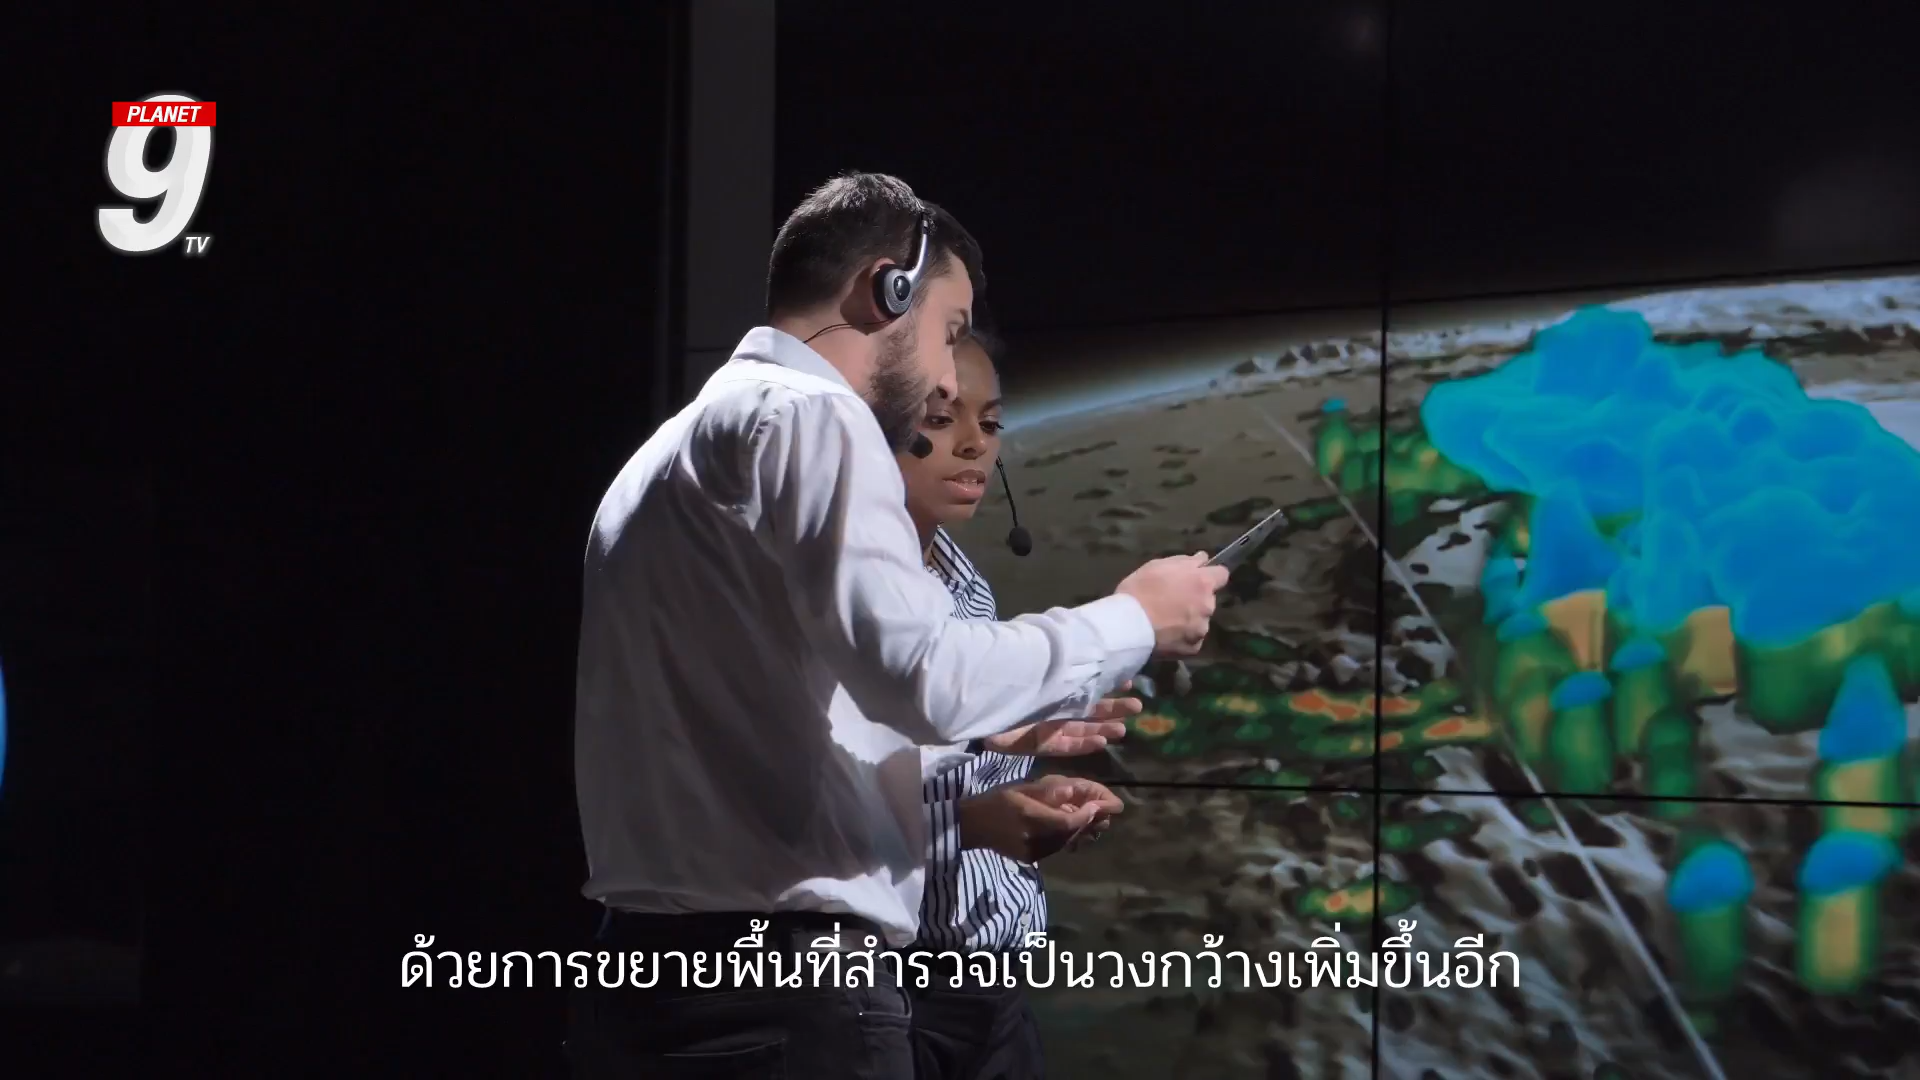 PLANET
9
TV
ด้วยการขยายพื้นที่สำรวจเป็นวงกว้างเพิ่มขึ้นอีก